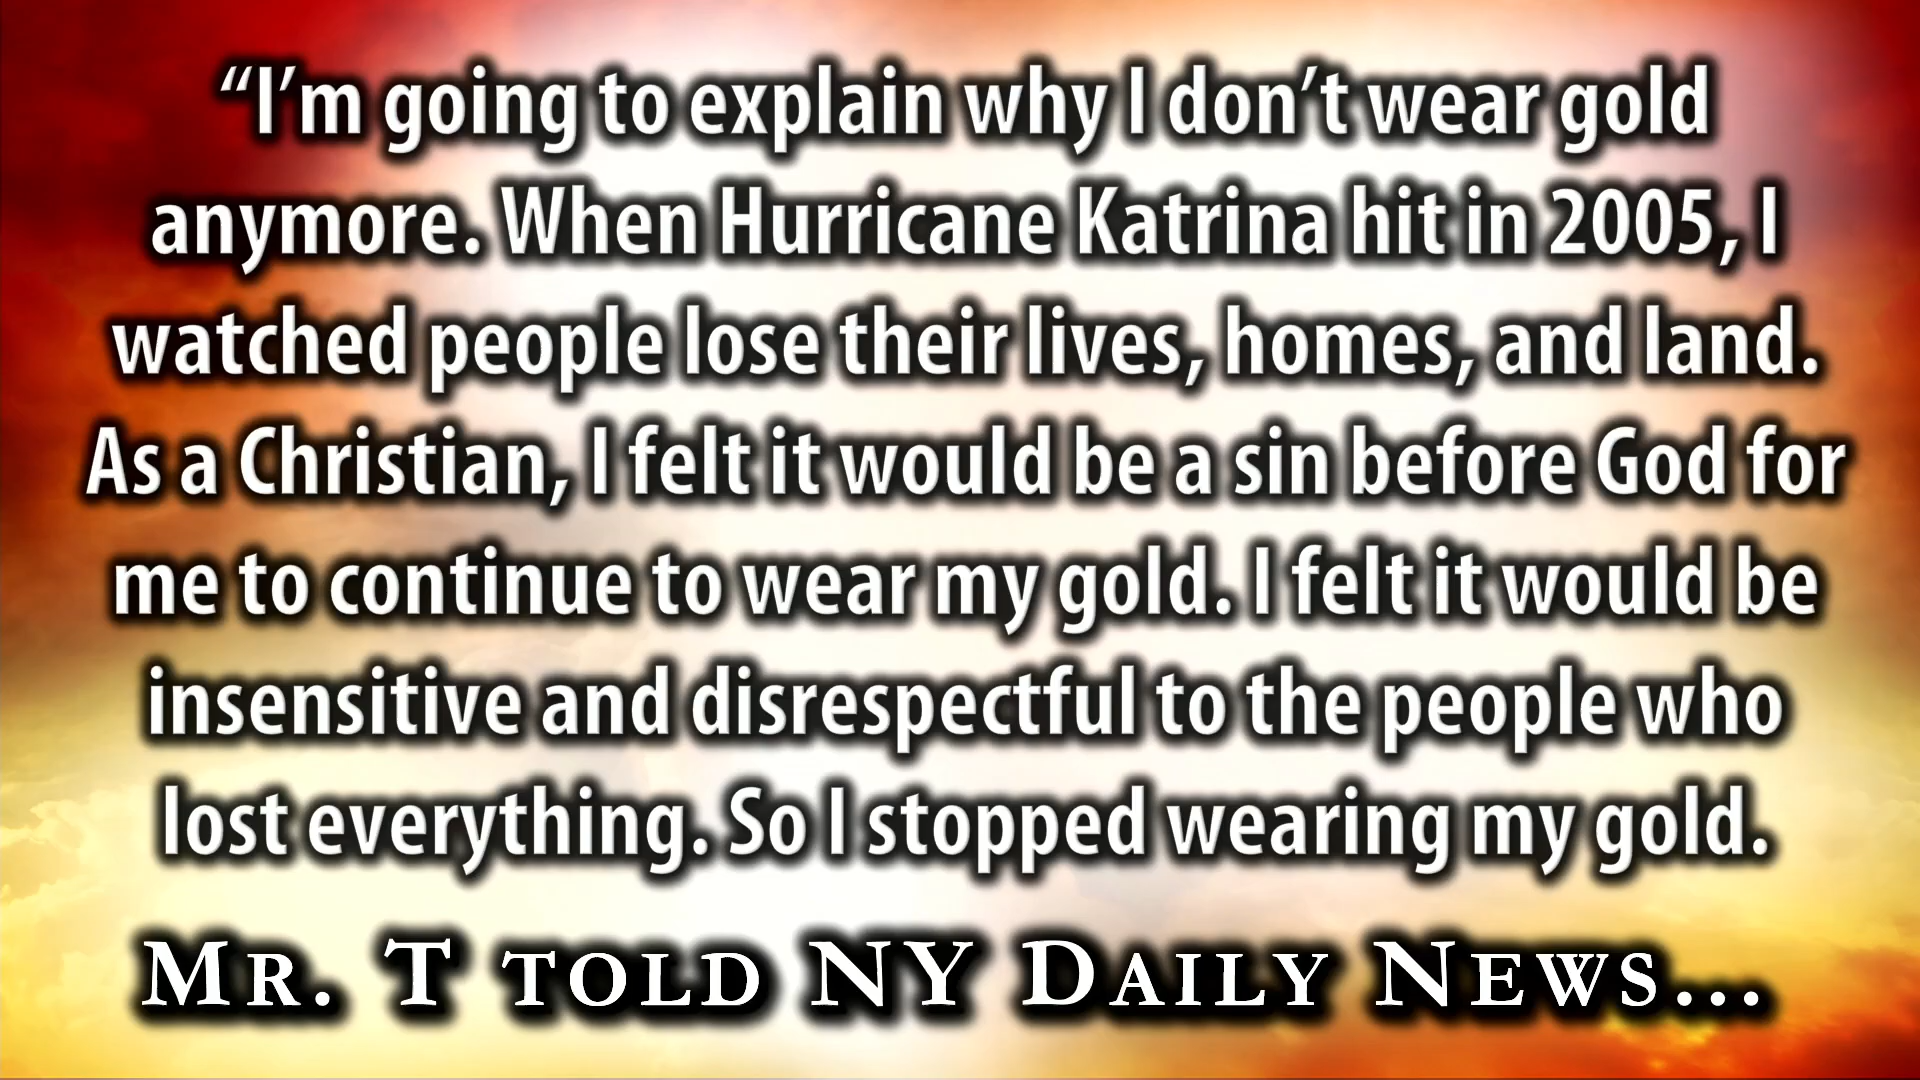 “I’m going to explain why I don’t wear gold
anymore. When Hurricane Katrina hit in 2005, I
watched people lose their lives, homes, and land.
As a Christian, I felt it would be a sin before God for
me to continue to wear my gold. I felt it would be
insensitive and disrespectful to the people who
lost everything. So I stopped wearing my gold.
MR. T TOLD NY DAILY NEWS...